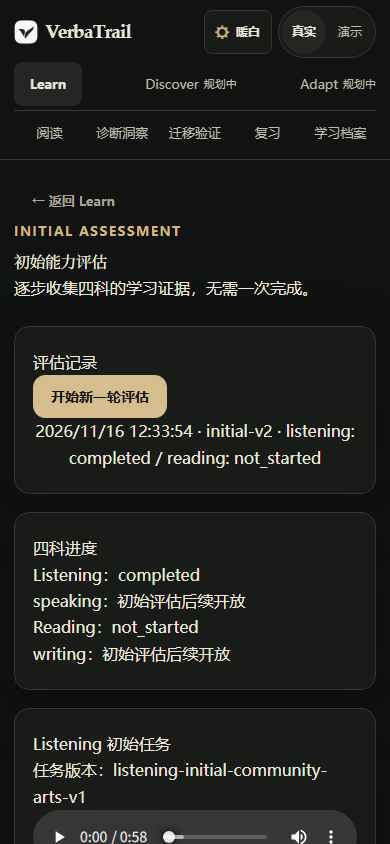 VerbaTrail
暖白
真实
演示
Learn
Discover 规划中
Adapt 规划中
阅读
诊断洞察
迁移验证
复习
学习档案
← 返回 Learn
INITIAL ASSESSMENT
初始能力评估
逐步收集四科的学习证据，无需一次完成。
评估记录
开始新一轮评估
2026/11/16 12:33:54 · initial-v2 · listening:
completed / reading: not_started
四科进度
Listening：completed
speaking：初始评估后续开放
Reading：not_started
writing：初始评估后续开放
Listening 初始任务
任务版本：listening-initial-community-
arts-v1
0:00 / 0:58